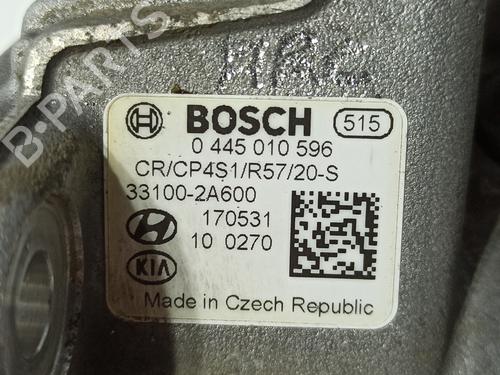 BOSCH 515
0 445 010 596
CR/CP4S1/R57/20-S
33100-2A600
170531
10 0270
KIA
Made in Czech Republic
B-PARTS